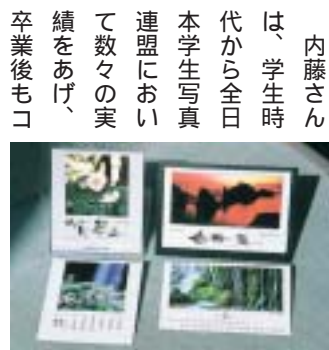 内藤さん
は、学生時
代から全日
本学生写真
連盟におい
て数々の実
績をあげ、
卒業後もコ